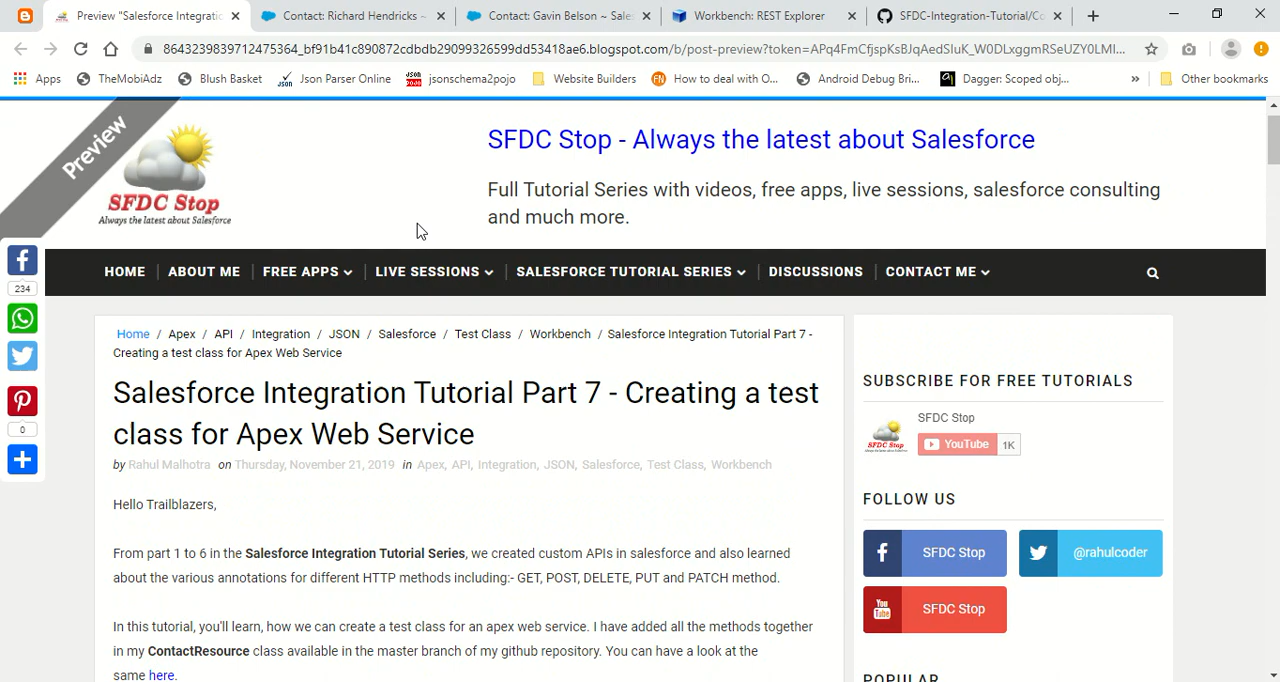 Preview "Salesforce Integratio
Contact: Richard Hendricks ~
Contact: Gavin Belson ~ Sales
Workbench: REST Explorer
SFDC-Integration-Tutorial/Co
8643239839712475364_bf91b41c890872cdbdb29099326599dd53418ae6.blogspot.com/b/post-preview?token=APq4FmCfjspKsBJqAedSIuK_W0DLxggmRSeUZY0LMI...
Apps
TheMobiAdz
Blush Basket
Json Parser Online
jsonschema2pojo
Website Builders
How to deal with O...
Android Debug Bri...
Dagger: Scoped obj...
»
Other bookmarks
Preview
SFDC Stop
Always the latest about Salesforce
SFDC Stop - Always the latest about Salesforce
Full Tutorial Series with videos, free apps, live sessions, salesforce consulting
and much more.
HOME
ABOUT ME
FREE APPS
LIVE SESSIONS
SALESFORCE TUTORIAL SERIES
DISCUSSIONS
CONTACT ME
234
0
Home / Apex / API / Integration / JSON / Salesforce / Test Class / Workbench / Salesforce Integration Tutorial Part 7 -
Creating a test class for Apex Web Service
Salesforce Integration Tutorial Part 7 - Creating a test
class for Apex Web Service
by Rahul Malhotra on Thursday, November 21, 2019 in Apex, API, Integration, JSON, Salesforce, Test Class, Workbench
Hello Trailblazers,
From part 1 to 6 in the Salesforce Integration Tutorial Series, we created custom APIs in salesforce and also learned
about the various annotations for different HTTP methods including:- GET, POST, DELETE, PUT and PATCH method.
In this tutorial, you'll learn, how we can create a test class for an apex web service. I have added all the methods together
in my ContactResource class available in the master branch of my github repository. You can have a look at the
same here.
SUBSCRIBE FOR FREE TUTORIALS
SFDC Stop
YouTube 1K
FOLLOW US
SFDC Stop
@rahulcoder
You Tube
SFDC Stop
POPULAR